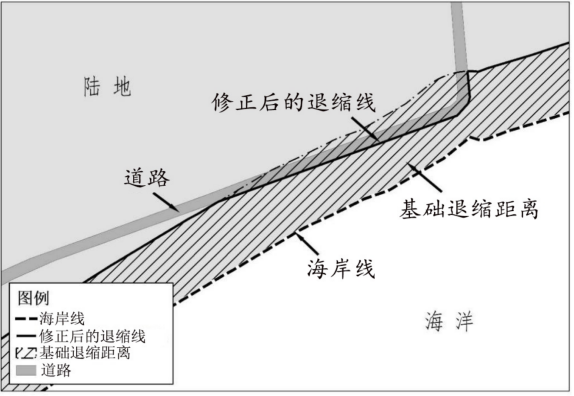 陆地
修正后的退缩线
道路
基础退缩距离
海岸线
海洋
图例
海岸线
修正后的退缩线
基础退缩距离
道路